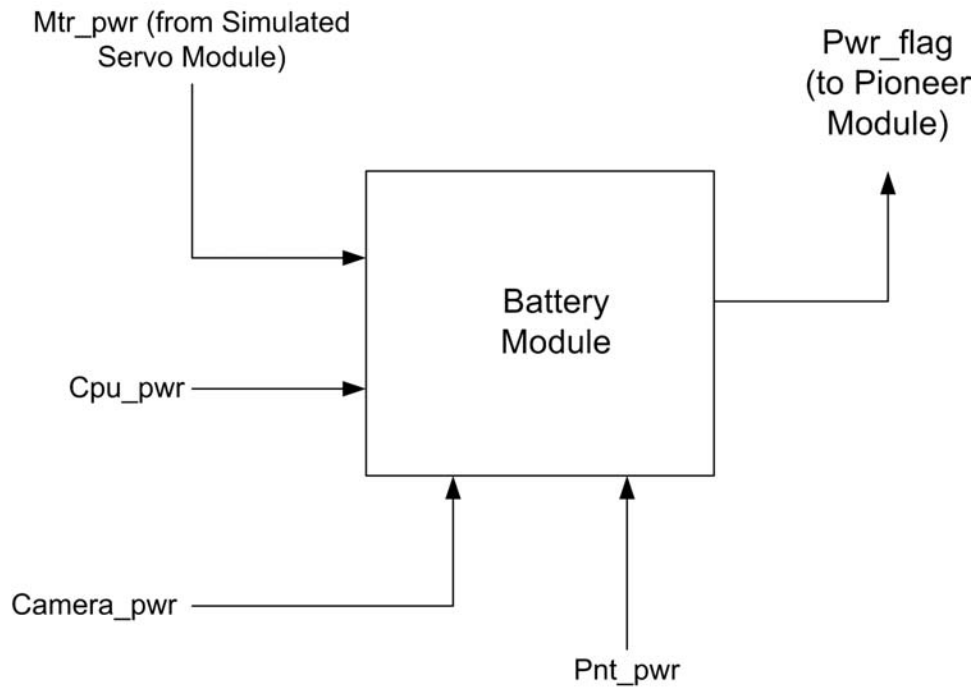 Mtr_pwr (from Simulated
Servo Module)
Pwr_flag
(to Pioneer
Module)
Battery
Module
Cpu_pwr
Camera_pwr
Pnt_pwr